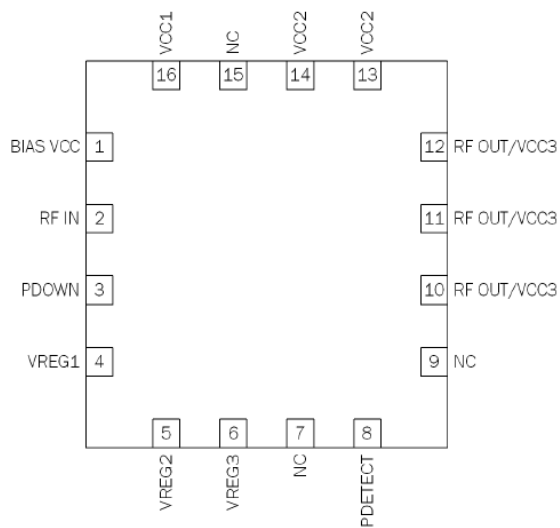 VCC1
NC
VCC2
VCC2
16
15
14
13
BIAS VCC 1
12 RF OUT/VCC3
RF IN 2
11 RF OUT/VCC3
PDOWN 3
10 RF OUT/VCC3
VREG1 4
9 NC
5
6
7
8
VREG2
VREG3
NC
PDETECT